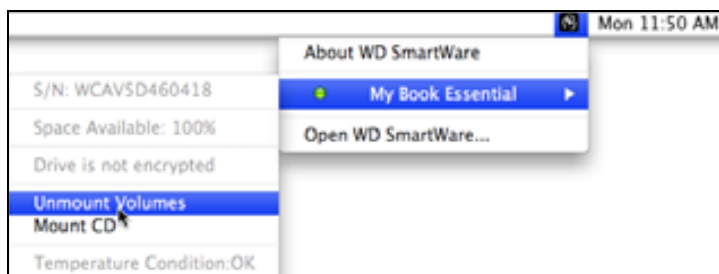 Mon 11:50 AM
About WD SmartWare
My Book Essential
Open WD SmartWare...
S/N: WCAV5D460418
Space Available: 100%
Drive is not encrypted
Unmount Volumes
Mount CD
Temperature Condition:OK